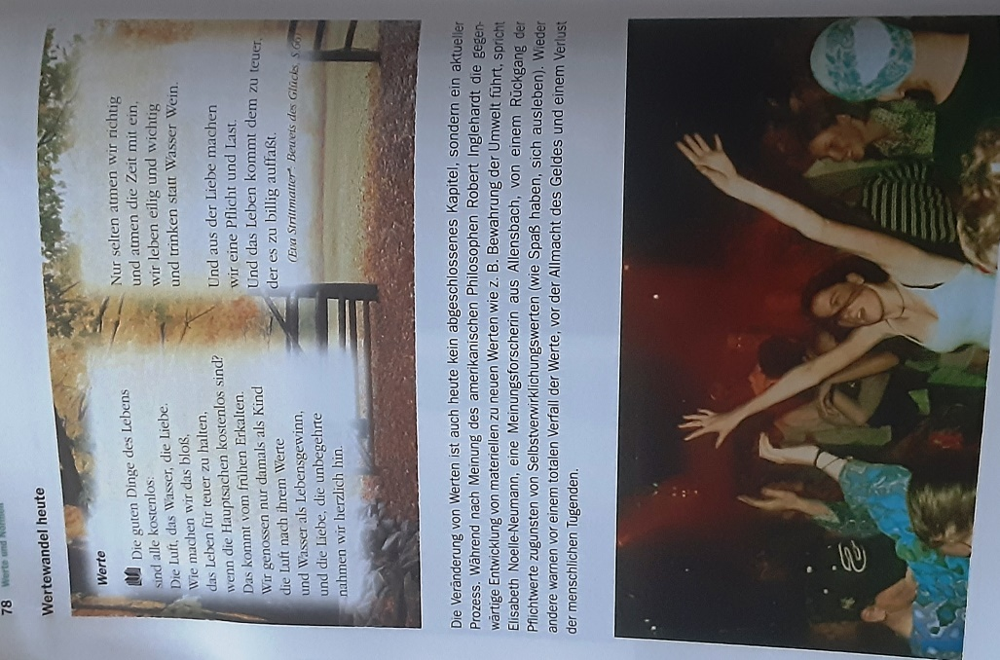 78 Werte und Normen
Wertewandel heute
Werte
Die guten Dinge des Lebens
sind alle kostenlos:
Die Luft, das Wasser, die Liebe.
Wie machen wir das bloß,
das Leben für teuer zu halten,
wenn die Hauptsachen kostenlos sind?
Das kommt vom frühen Erkalten.
Wir genossen nur damals als Kind
die Luft nach ihrem Werte
und Wasser als Lebensgewinn,
und die Liebe, die unbegehrte
nahmen wir herzlich hin.
Nur selten atmen wir richtig
und atmen die Zeit mit ein,
wir leben eilig und wichtig
und trinken statt Wasser Wein.
Und aus der Liebe machen
wir eine Pflicht und Last.
Und das Leben kommt dem zu teuer,
der es zu billig auffaßt.
(Eva Strittmatter*, Beweis des Glücks, S. 66)
Die Veränderung von Werten ist auch heute kein abgeschlossenes Kapitel, sondern ein aktueller
Prozess. Während nach Meinung des amerikanischen Philosophen Robert Inglehardt die gegen-
wärtige Entwicklung von materiellen zu neuen Werten wie z. B. Bewahrung der Umwelt führt, spricht
Elisabeth Noelle-Neumann, eine Meinungsforscherin aus Allensbach, von einem Rückgang der
Pflichtwerte zugunsten von Selbstverwirklichungswerten (wie Spaß haben, sich ausleben). Wieder
andere warnen vor einem totalen Verfall der Werte, vor der Allmacht des Geldes und einem Verlust
der menschlichen Tugenden.